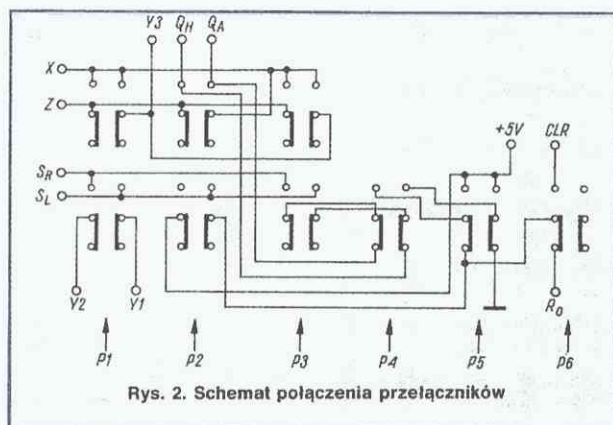 Y3 QH QA
X
Z
+5V CLR
SR
SL
Y2 Y1 R0
P1 P2 P3 P4 P5 P6
Rys. 2. Schemat połączenia przełączników